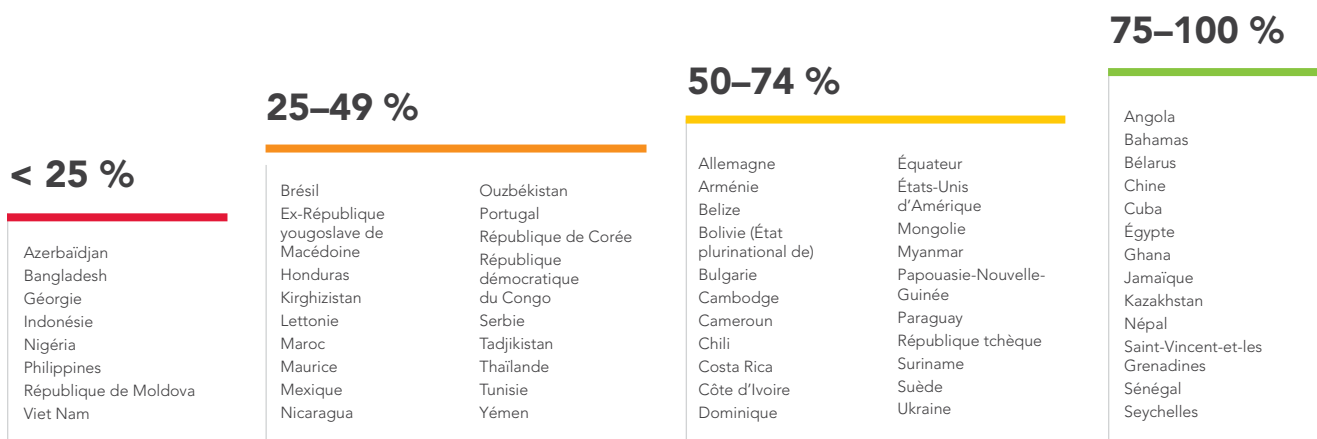 < 25 %
Azerbaïdjan
Bangladesh
Géorgie
Indonésie
Nigéria
Philippines
République de Moldova
Viet Nam
25–49 %
Brésil
Ex-République
yougoslave de
Macédoine
Honduras
Kirghizistan
Lettonie
Maroc
Maurice
Mexique
Nicaragua
Ouzbékistan
Portugal
République de Corée
République
démocratique
du Congo
Serbie
Tadjikistan
Thaïlande
Tunisie
Yémen
50–74 %
Allemagne
Arménie
Belize
Bolivie (État
plurinational de)
Bulgarie
Cambodge
Cameroun
Chili
Costa Rica
Côte d’Ivoire
Dominique
Équateur
États-Unis
d’Amérique
Mongolie
Myanmar
Papouasie-Nouvelle-
Guinée
Paraguay
République tchèque
Suriname
Suède
Ukraine
75–100 %
Angola
Bahamas
Bélarus
Chine
Cuba
Égypte
Ghana
Jamaïque
Kazakhstan
Népal
Saint-Vincent-et-les
Grenadines
Sénégal
Seychelles